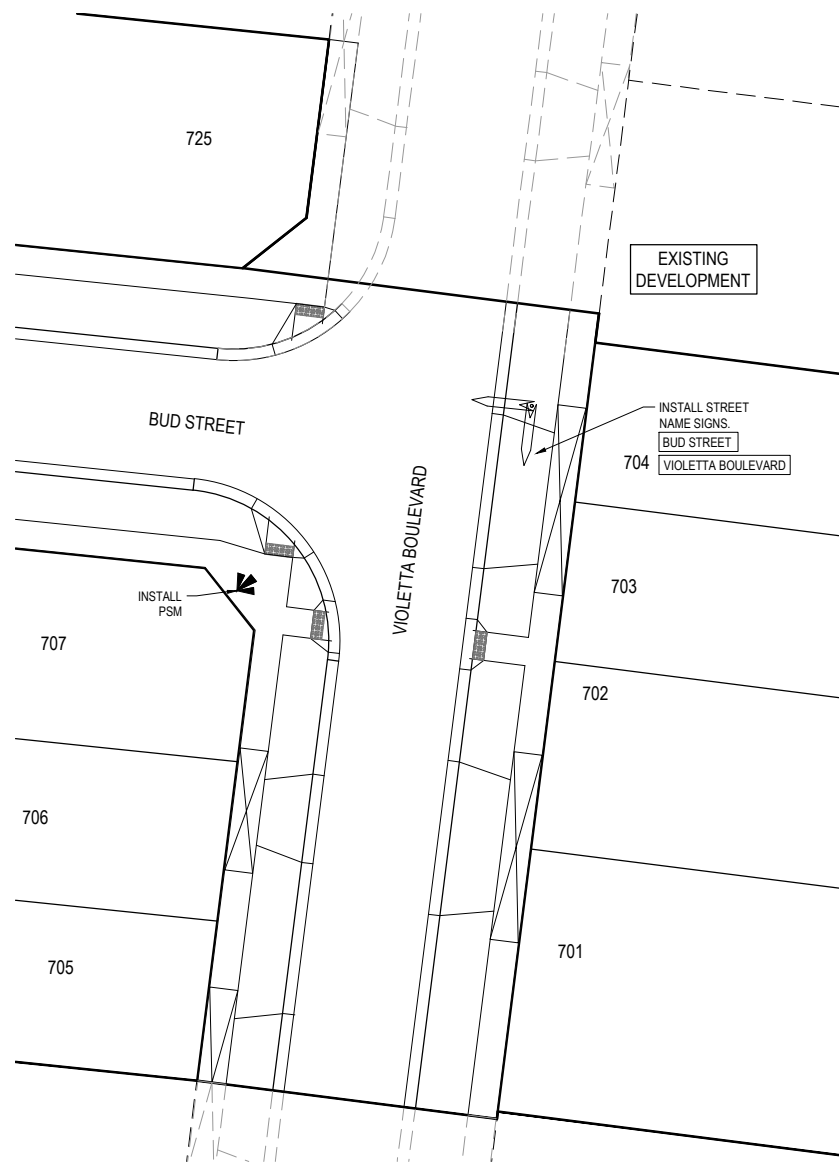 725
EXISTING
DEVELOPMENT
BUD STREET
INSTALL STREET
NAME SIGNS.
BUD STREET
VIOLETTA BOULEVARD
704
VIOLETTA BOULEVARD
703
INSTALL
PSM
707
702
706
701
705